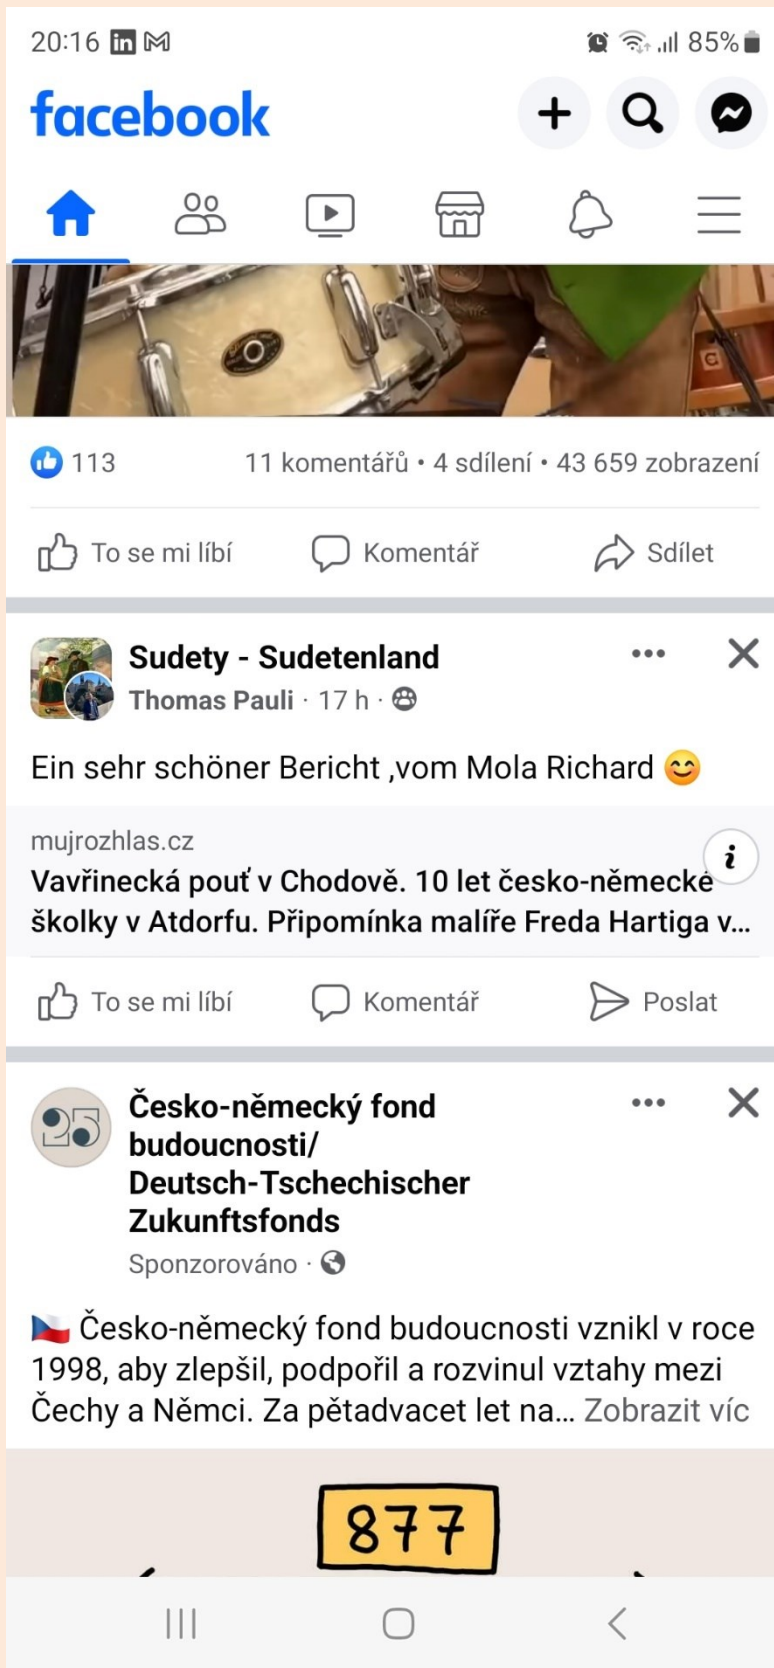 20:16 in M 85%
facebook
113 11 komentářů • 4 sdílení • 43 659 zobrazení
To se mi líbí Komentář Sdílet
Sudety - Sudetenland
Thomas Pauli · 17 h ·
Ein sehr schöner Bericht ,vom Mola Richard 😊
mujrozhlas.cz
Vavřinecká pouť v Chodově. 10 let česko-německé
školky v Atdorfu. Připomínka malíře Freda Hartiga v...
To se mi líbí Komentář Poslat
25
Česko-německý fond
budoucnosti/
Deutsch-Tschechischer
Zukunftsfonds
Sponzorováno ·
🇨🇿 Česko-německý fond budoucnosti vznikl v roce
1998, aby zlepšil, podpořil a rozvinul vztahy mezi
Čechy a Němci. Za pětadvacet let na... Zobrazit víc
877